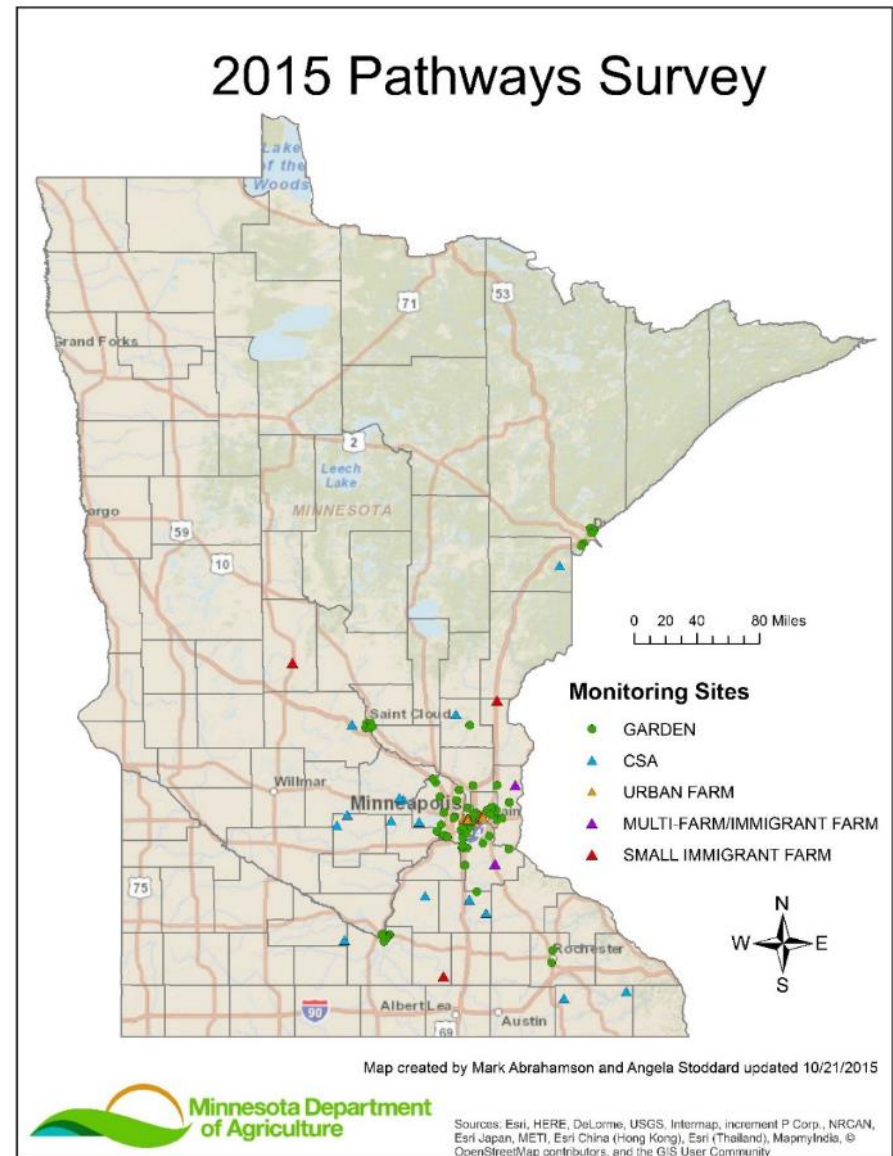 2015 Pathways Survey
Lake
of the
Woods
71
53
Grand Forks
2
Leech
Lake
MINNESOTA
argo
59
10
D
0 20 40 80 Miles
Monitoring Sites
Saint Cloud
GARDEN
CSA
Willmar
URBAN FARM
Minneapolis
MULTI-FARM/IMMIGRANT FARM
SMALL IMMIGRANT FARM
75
N
W E
S
Rochester
Albert Lea
90
Austin
69
Map created by Mark Abrahamson and Angela Stoddard updated 10/21/2015
Minnesota Department
of Agriculture
Sources: Esri, HERE, DeLorme, USGS, Intermap, increment P Corp., NRCAN,
Esri Japan, METI, Esri China (Hong Kong), Esri (Thailand), MapmyIndia, ©
OpenStreetMap contributors, and the GIS User Community